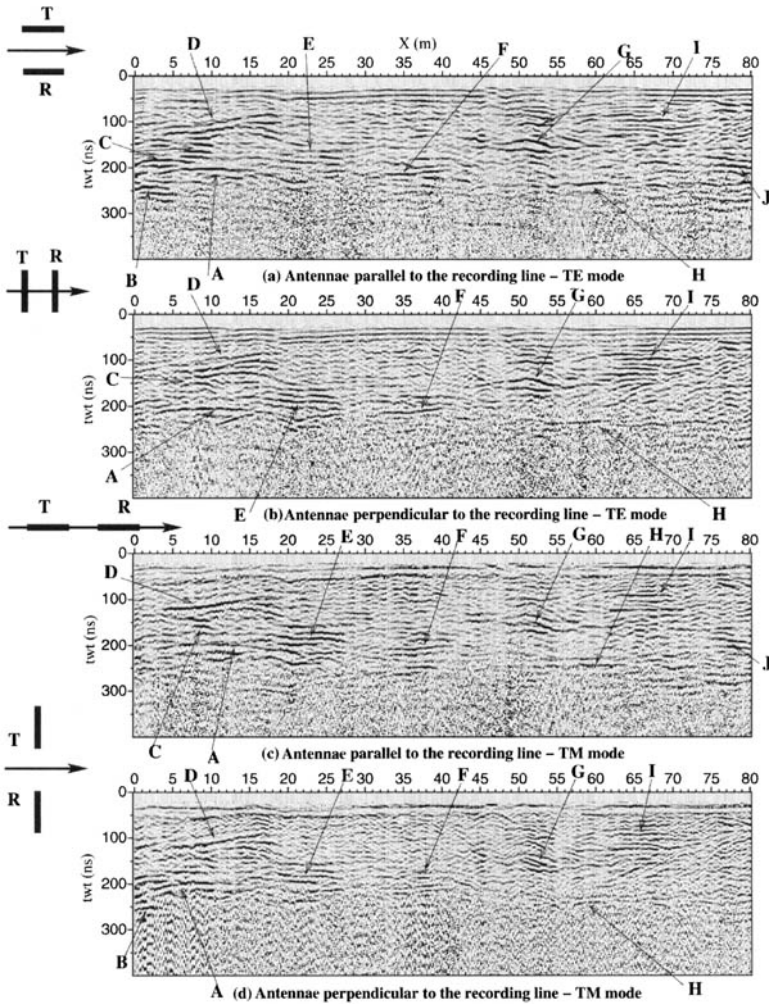 T
R
D E X (m) F G I
0 5 10 15 20 25 30 35 40 45 50 55 60 65 70 75 80
0
100
200
300
twt (ns)
C
J
B A H
(a) Antennae parallel to the recording line – TE mode
T R
D F G I
0 5 10 15 20 25 30 35 40 45 50 55 60 65 70 75 80
0
100
200
300
400
twt (ns)
C
A
E H
(b) Antennae perpendicular to the recording line – TE mode
T R
E F G H I
0 5 10 15 20 25 30 35 40 45 50 55 60 65 70 75 80
0
100
200
300
twt (ns)
D
J
C A
(c) Antennae parallel to the recording line – TM mode
T
R
D E F G I
0 5 10 15 20 25 30 35 40 45 50 55 60 65 70 75 80
0
100
200
300
400
twt (ns)
B
A H
(d) Antennae perpendicular to the recording line – TM mode